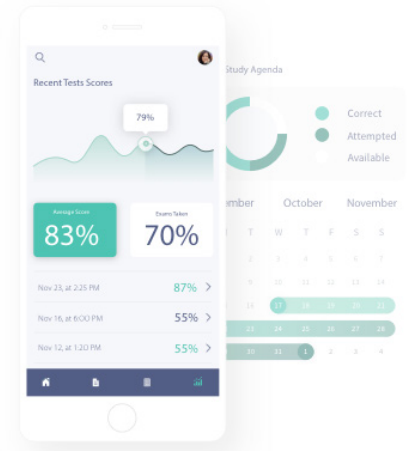 Recent Tests Scores
79%
Average Score
83%
Exams Taken
70%
Nov 23, at 2:25 PM
87%
Nov 16, at 6:00 PM
55%
Nov 12, at 1:20 PM
55%
Study Agenda
Correct
Attempted
Available
mber October November
T W T F S S
3 4 5 6 7
9 10 11 12 13 14
16 17 18 19 20 21
23 24 25 26 27 28
30 31 1 2 3 4